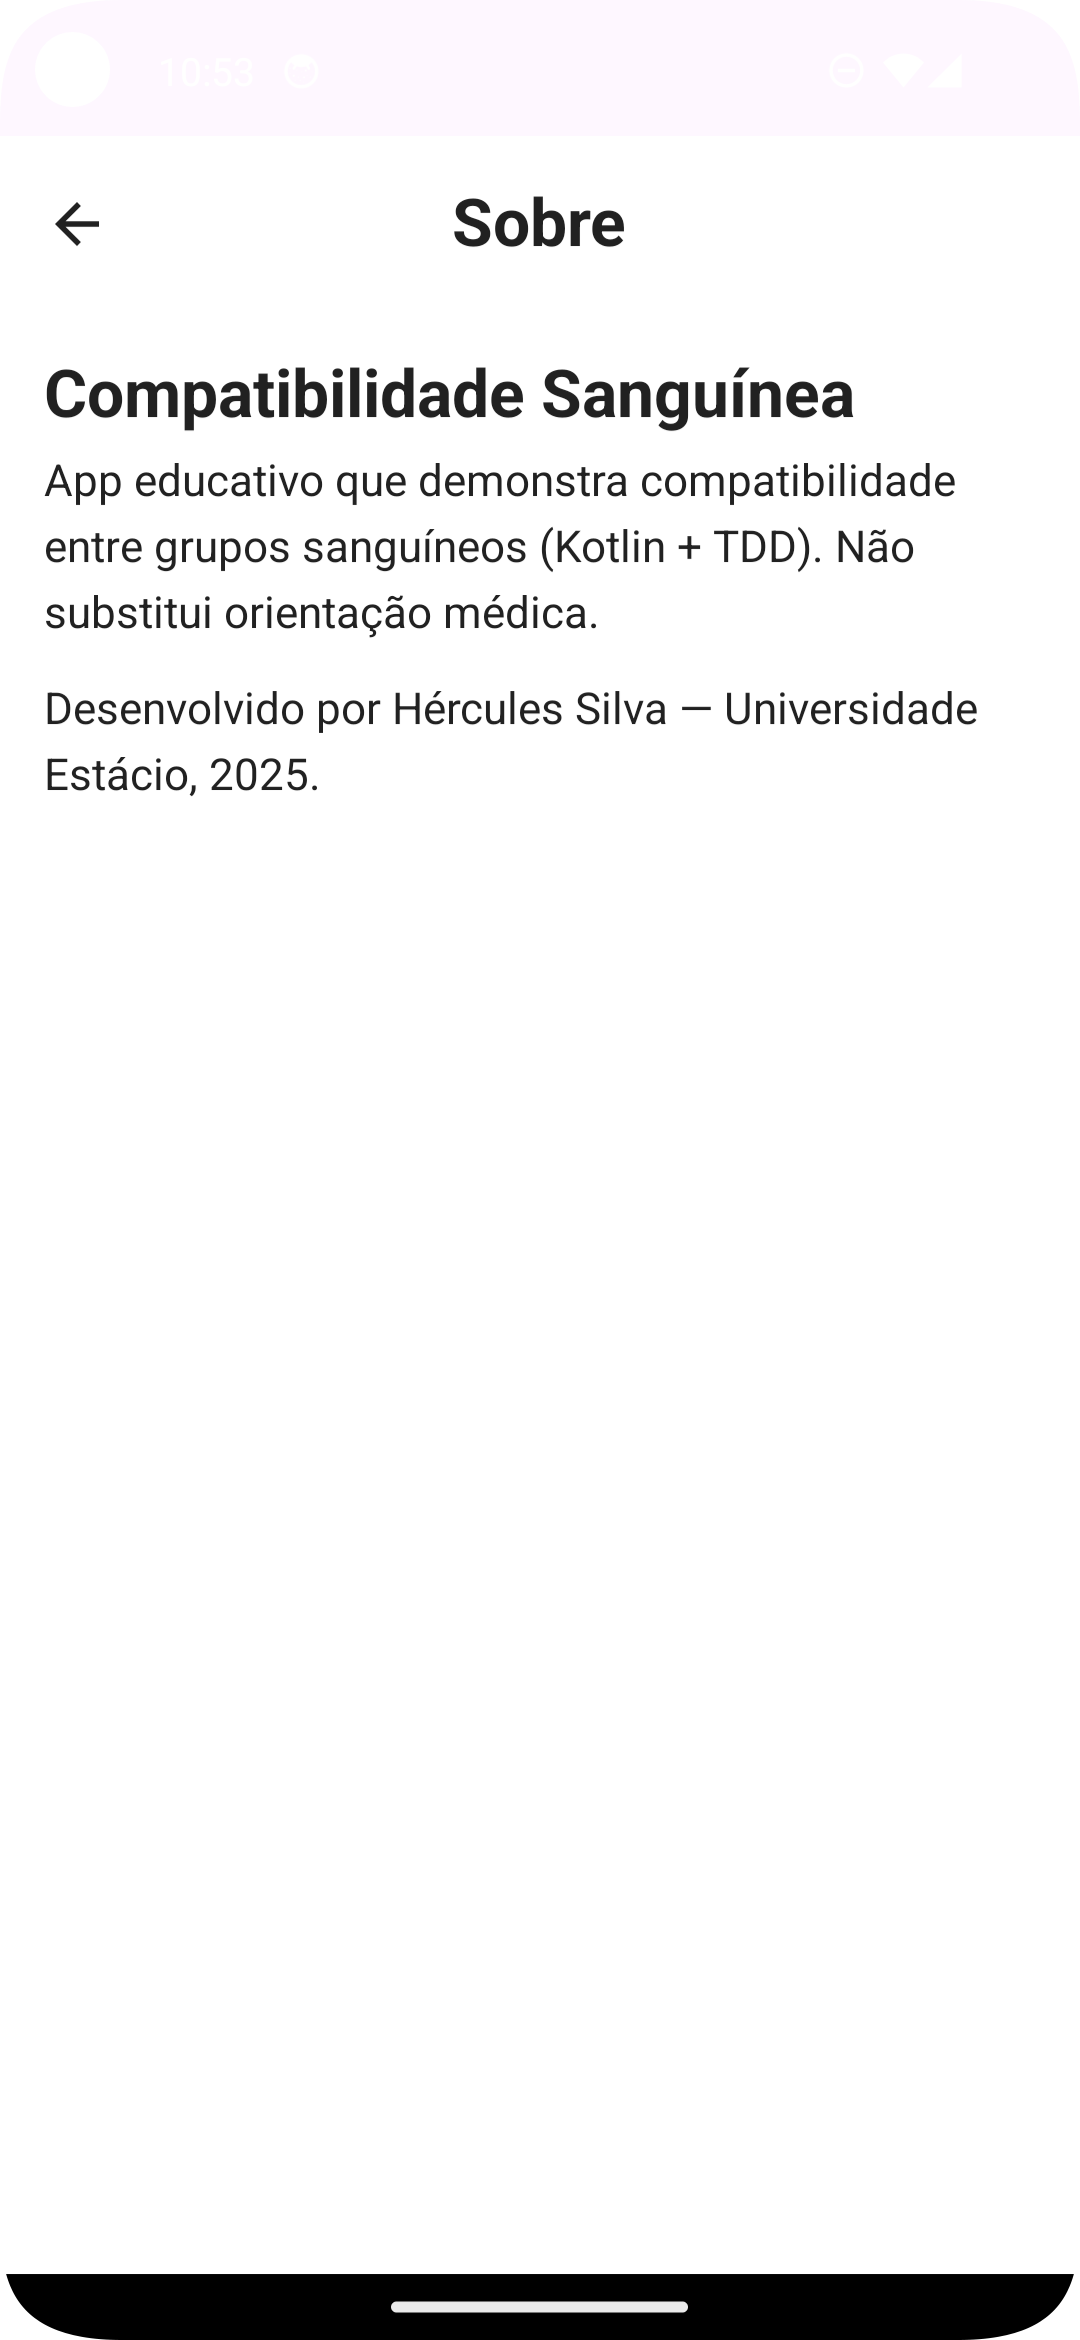 10:53
Sobre
Compatibilidade Sanguínea
App educativo que demonstra compatibilidade
entre grupos sanguíneos (Kotlin + TDD). Não
substitui orientação médica.
Desenvolvido por Hércules Silva — Universidade
Estácio, 2025.